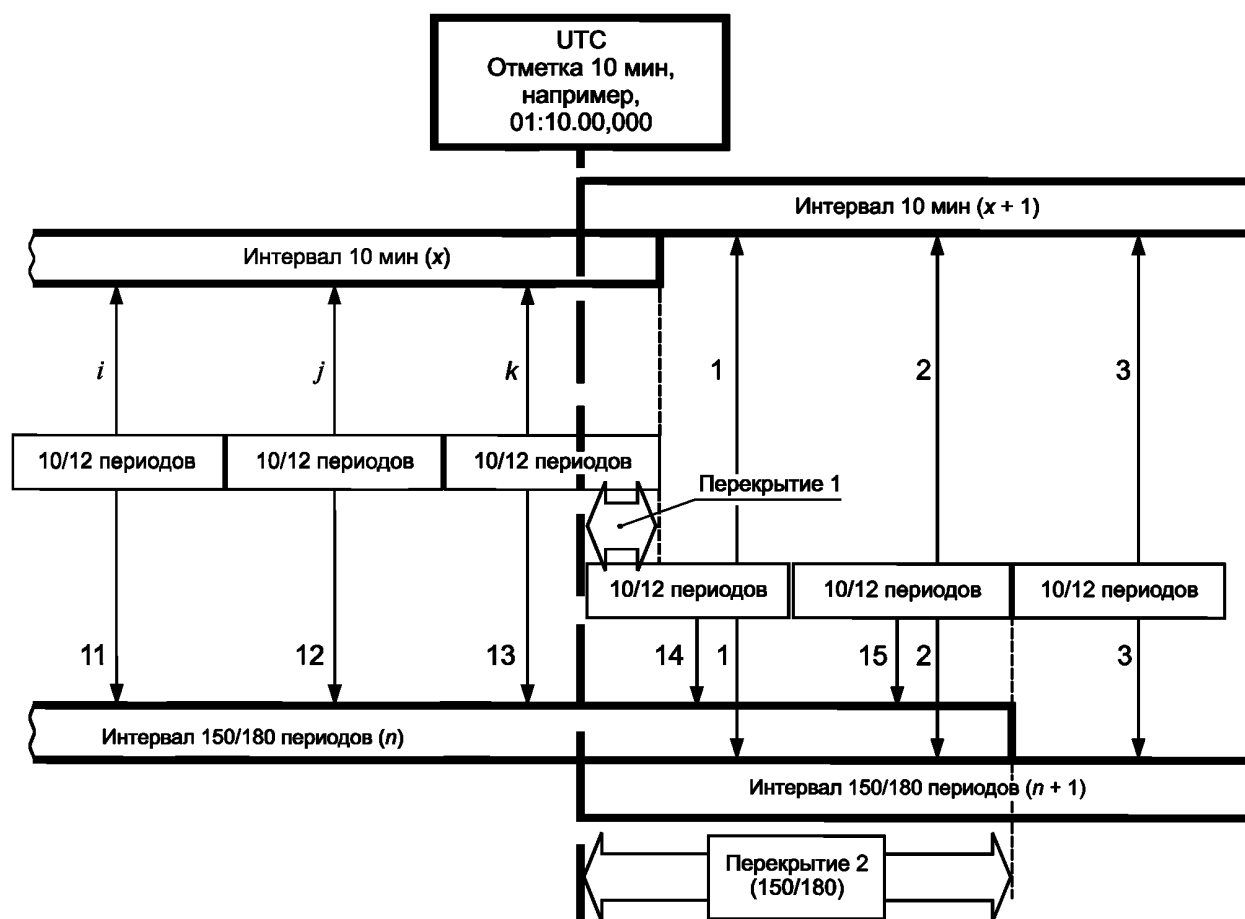 UTC
Отметка 10 мин,
например,
01:10.00,000
Интервал 10 мин (x + 1)
Интервал 10 мин (x)
i
j
k
1
2
3
10/12 периодов
10/12 периодов
10/12 периодов
Перекрытие 1
10/12 периодов
10/12 периодов
10/12 периодов
11
12
13
14
1
15
2
3
Интервал 150/180 периодов (n)
Интервал 150/180 периодов (n + 1)
Перекрытие 2
(150/180)